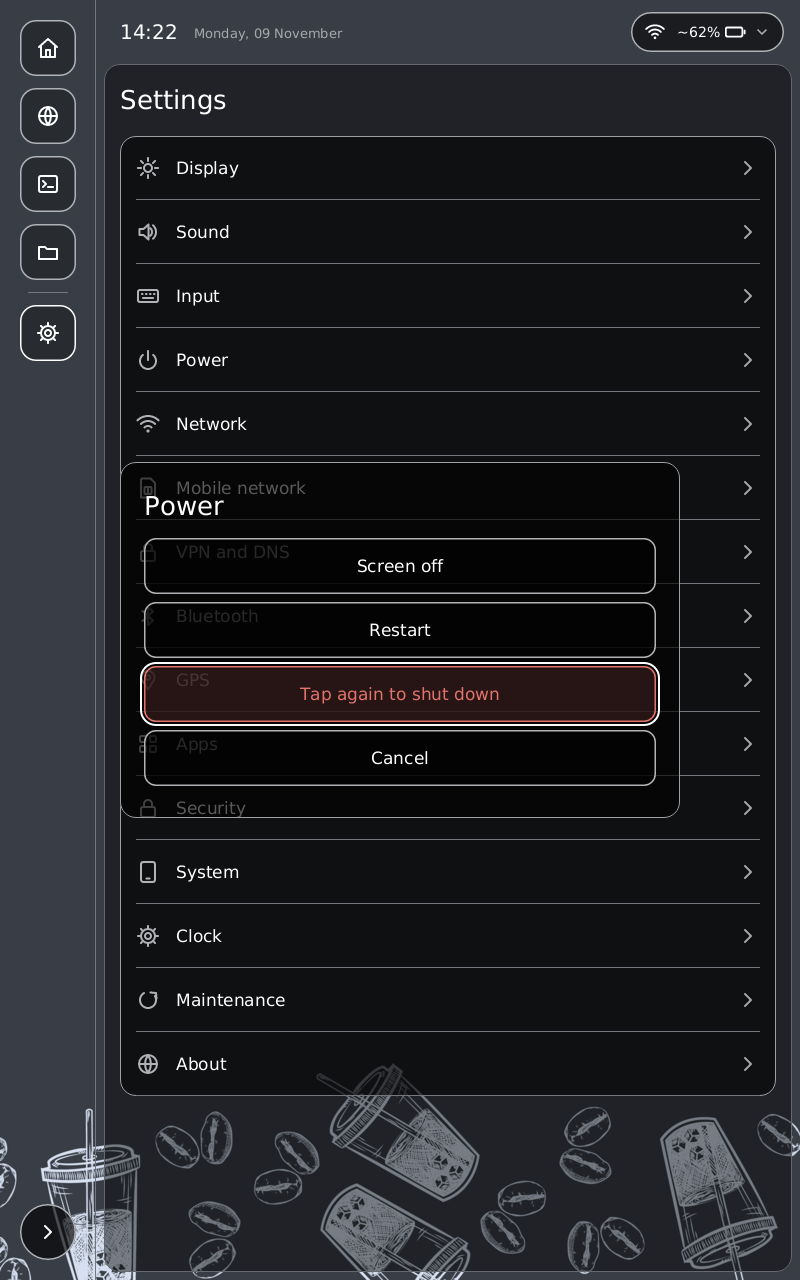 14:22 Monday, 09 November ~62%
Settings
Display
Sound
Input
Power
Network
Mobile network
Power
VPN and DNS
Screen off
Bluetooth
Restart
GPS
Tap again to shut down
Apps
Cancel
Security
System
Clock
Maintenance
About